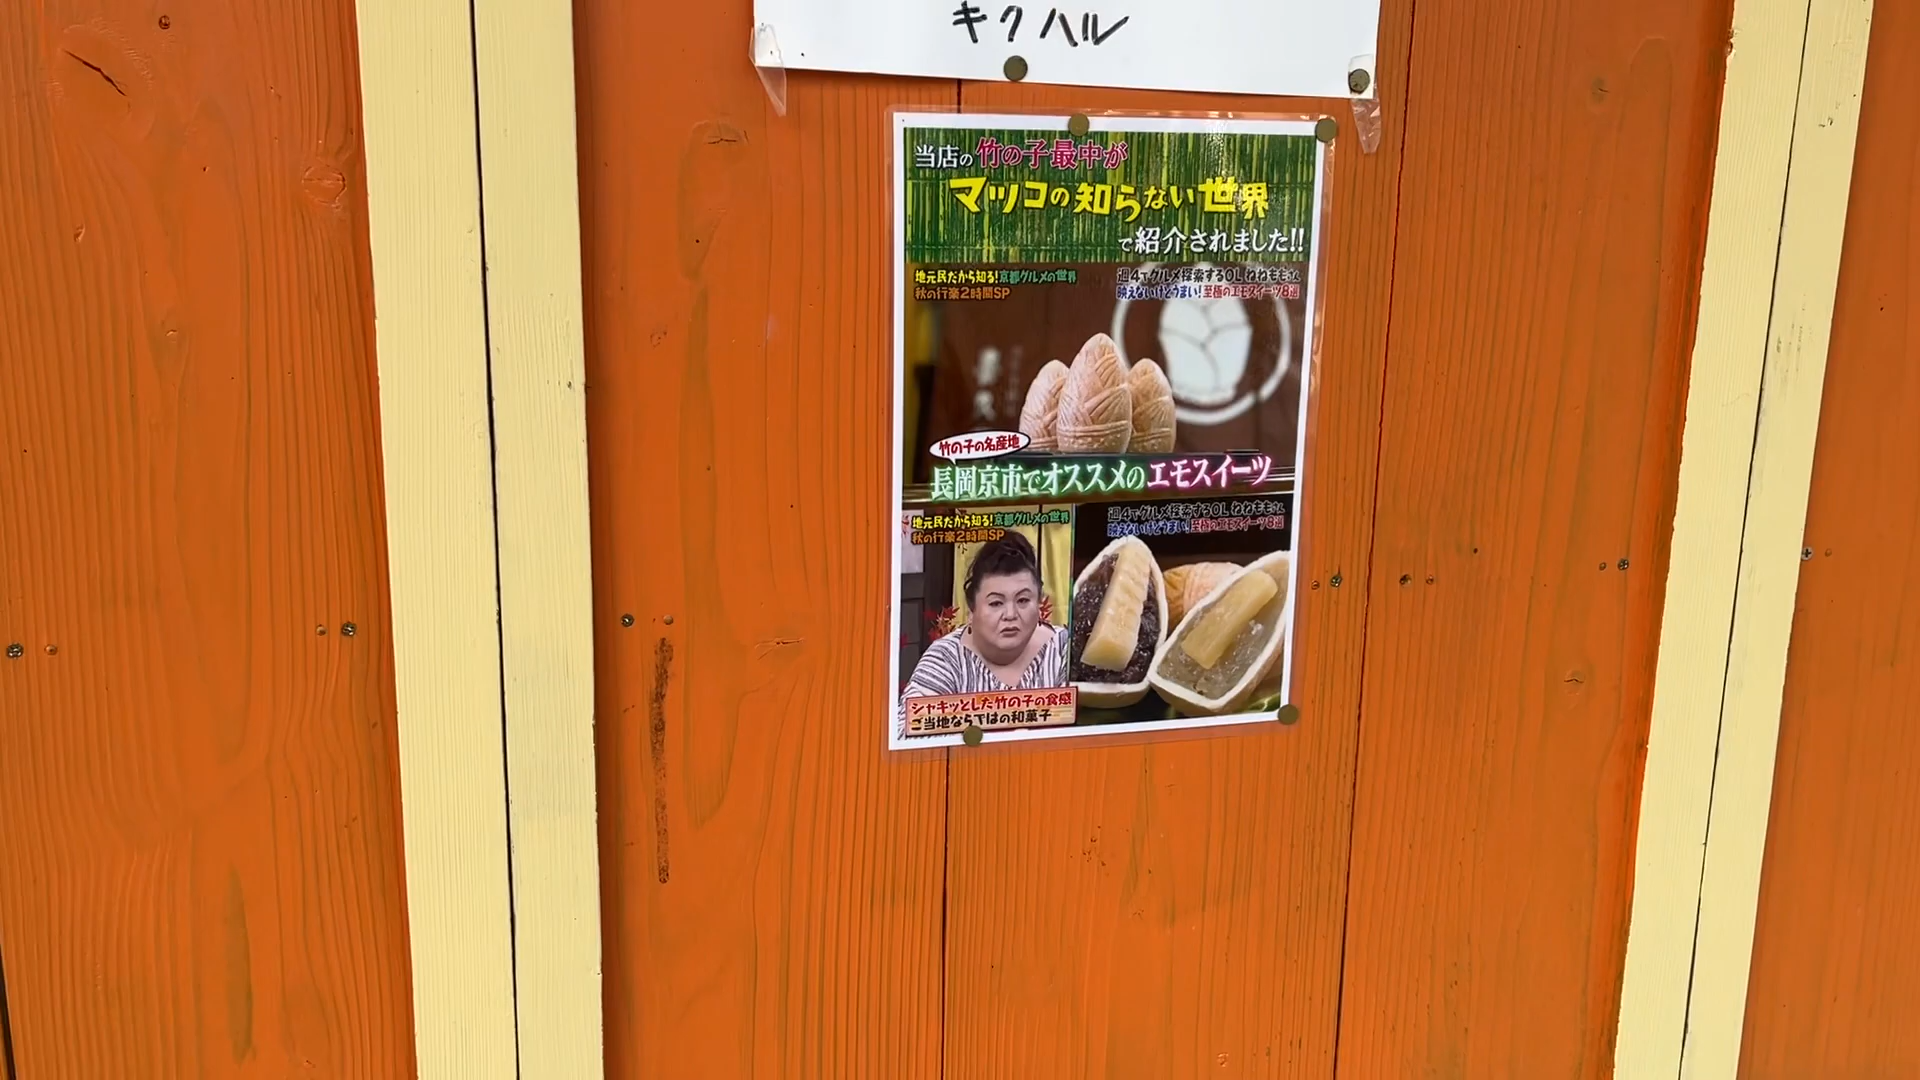 キクハル
当店の竹の子最中が
マツコの知らない世界
で紹介されました!!
地元民だから知る!京都グルメの世界
秋の行楽2時間SP
週4でグルメ探索するOL ねねももさん
映えないけどうまい!至極のエモスイーツ8選
竹の子の名産地
長岡京市でオススメのエモスイーツ
地元民だから知る!京都グルメの世界
秋の行楽2時間SP
週4でグルメ探索するOL ねねももさん
映えないけどうまい!至極のエモスイーツ8選
シャキッとした竹の子の食感
ご当地ならではの和菓子